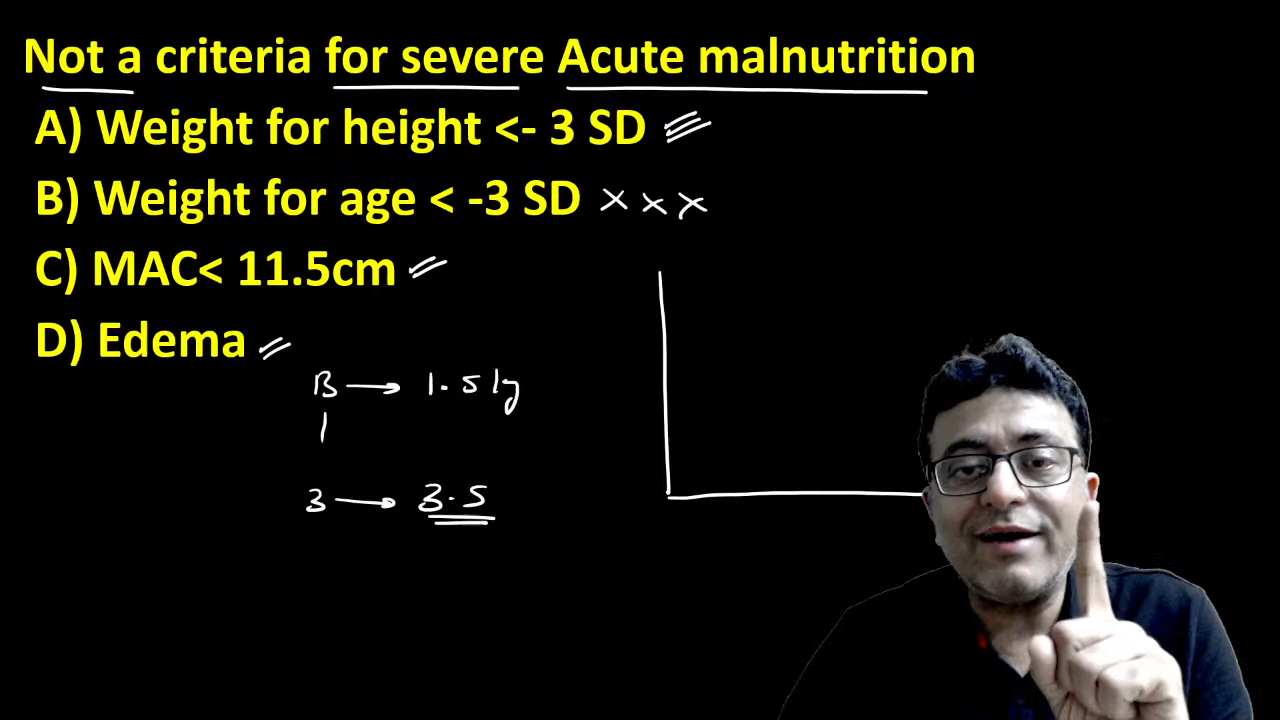 Not a criteria for severe Acute malnutrition
A) Weight for height <- 3 SD
B) Weight for age < -3 SD x x x
C) MAC< 11.5cm
D) Edema
B → 1.5 kg
1
3 → 3.5